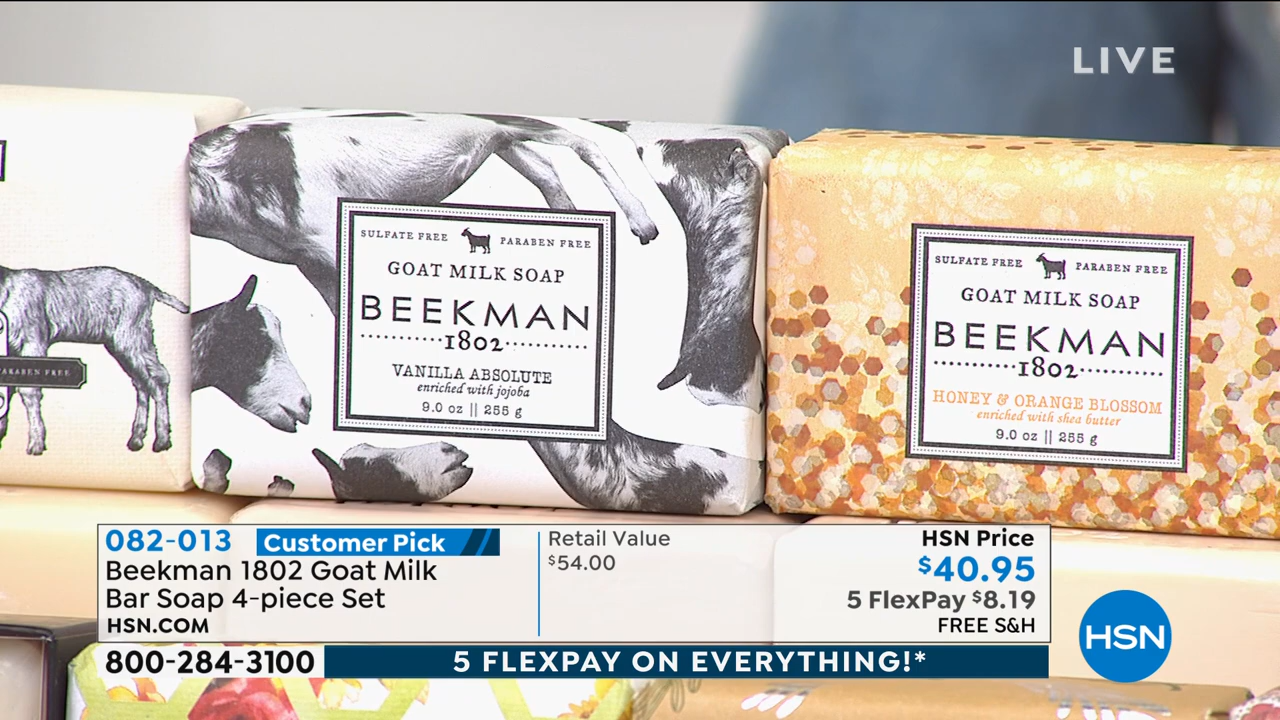 LIVE
SULFATE FREE PARABEN FREE
GOAT MILK SOAP
BEEKMAN
1802
VANILLA ABSOLUTE
enriched with jojoba
9.0 oz || 255 g
SULFATE FREE PARABEN FREE
GOAT MILK SOAP
BEEKMAN
1802
HONEY & ORANGE BLOSSOM
enriched with shea butter
9.0 oz || 255 g
PARABEN FREE
082-013 Customer Pick
Beekman 1802 Goat Milk
Bar Soap 4-piece Set
HSN.COM
Retail Value
$54.00
HSN Price
$40.95
5 FlexPay $8.19
FREE S&H
HSN
800-284-3100
5 FLEXPAY ON EVERYTHING!*